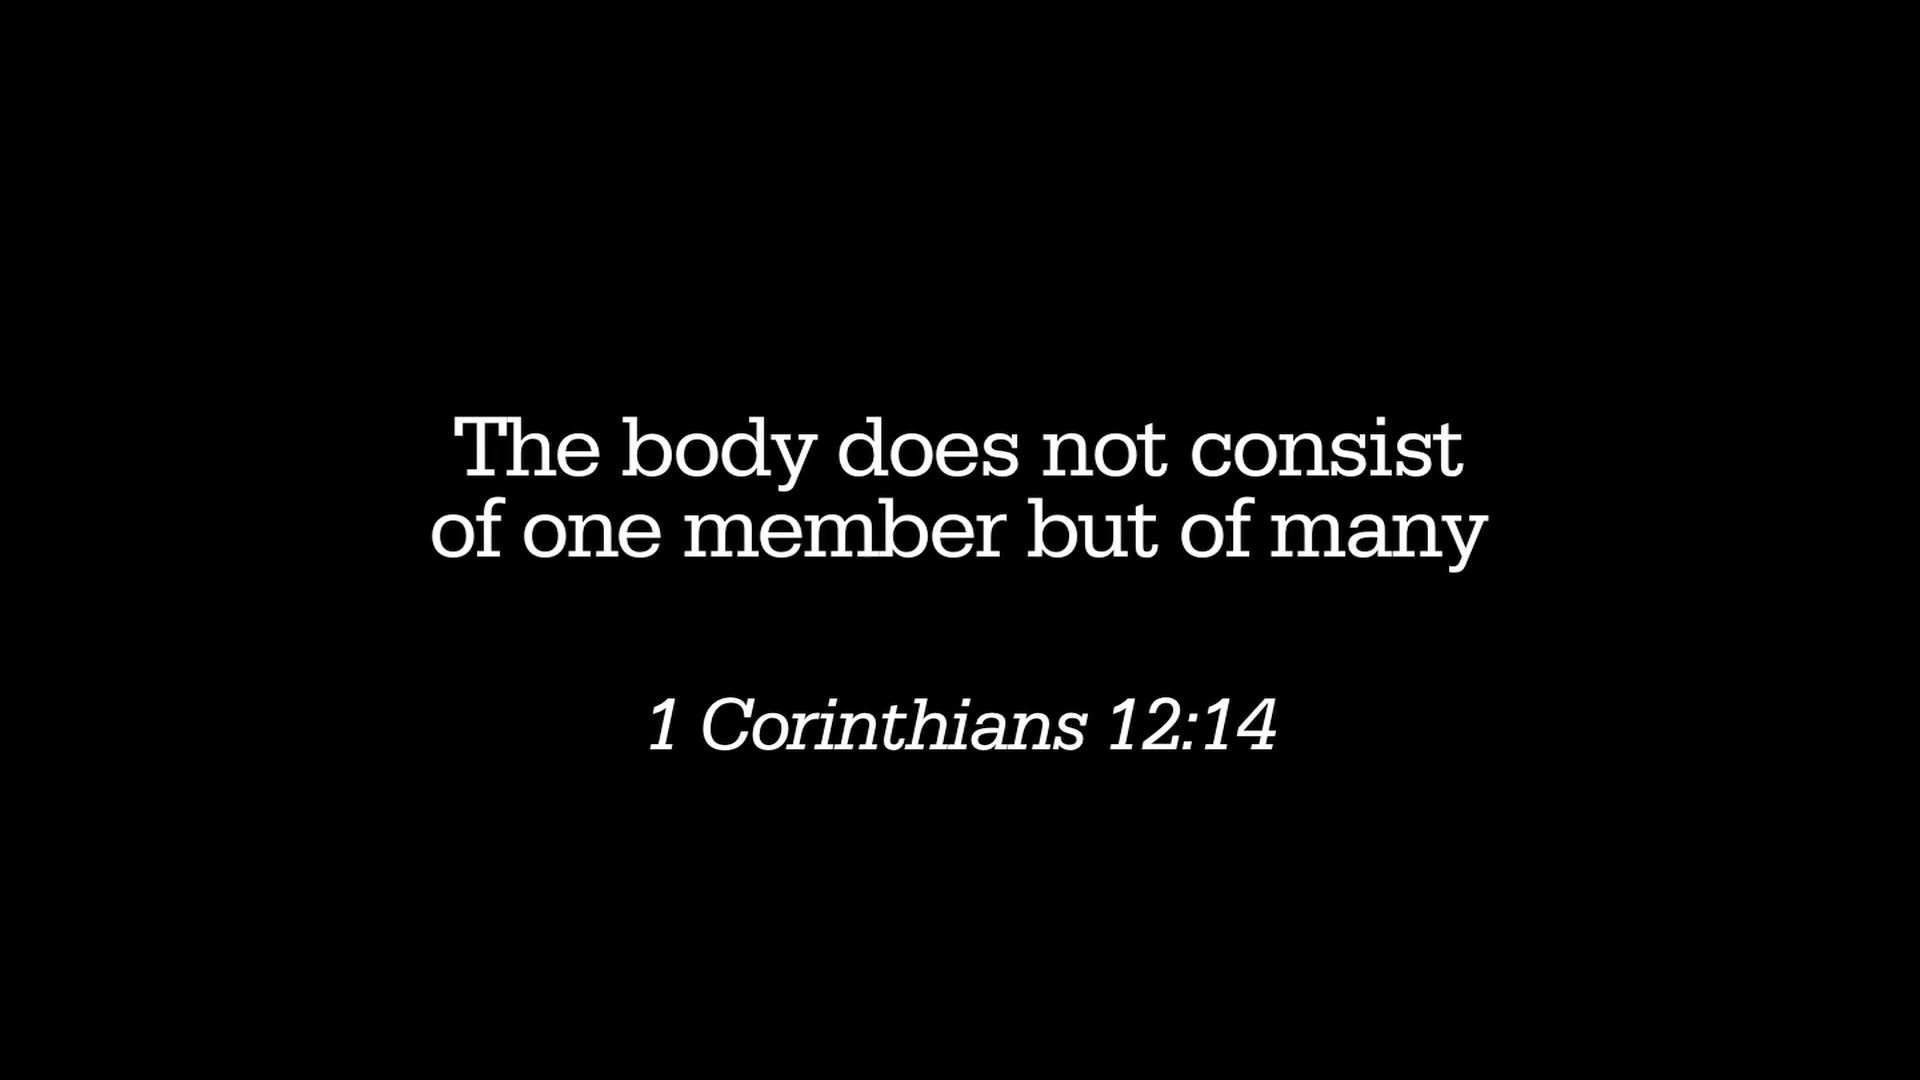 The body does not consist
of one member but of many
1 Corinthians 12:14